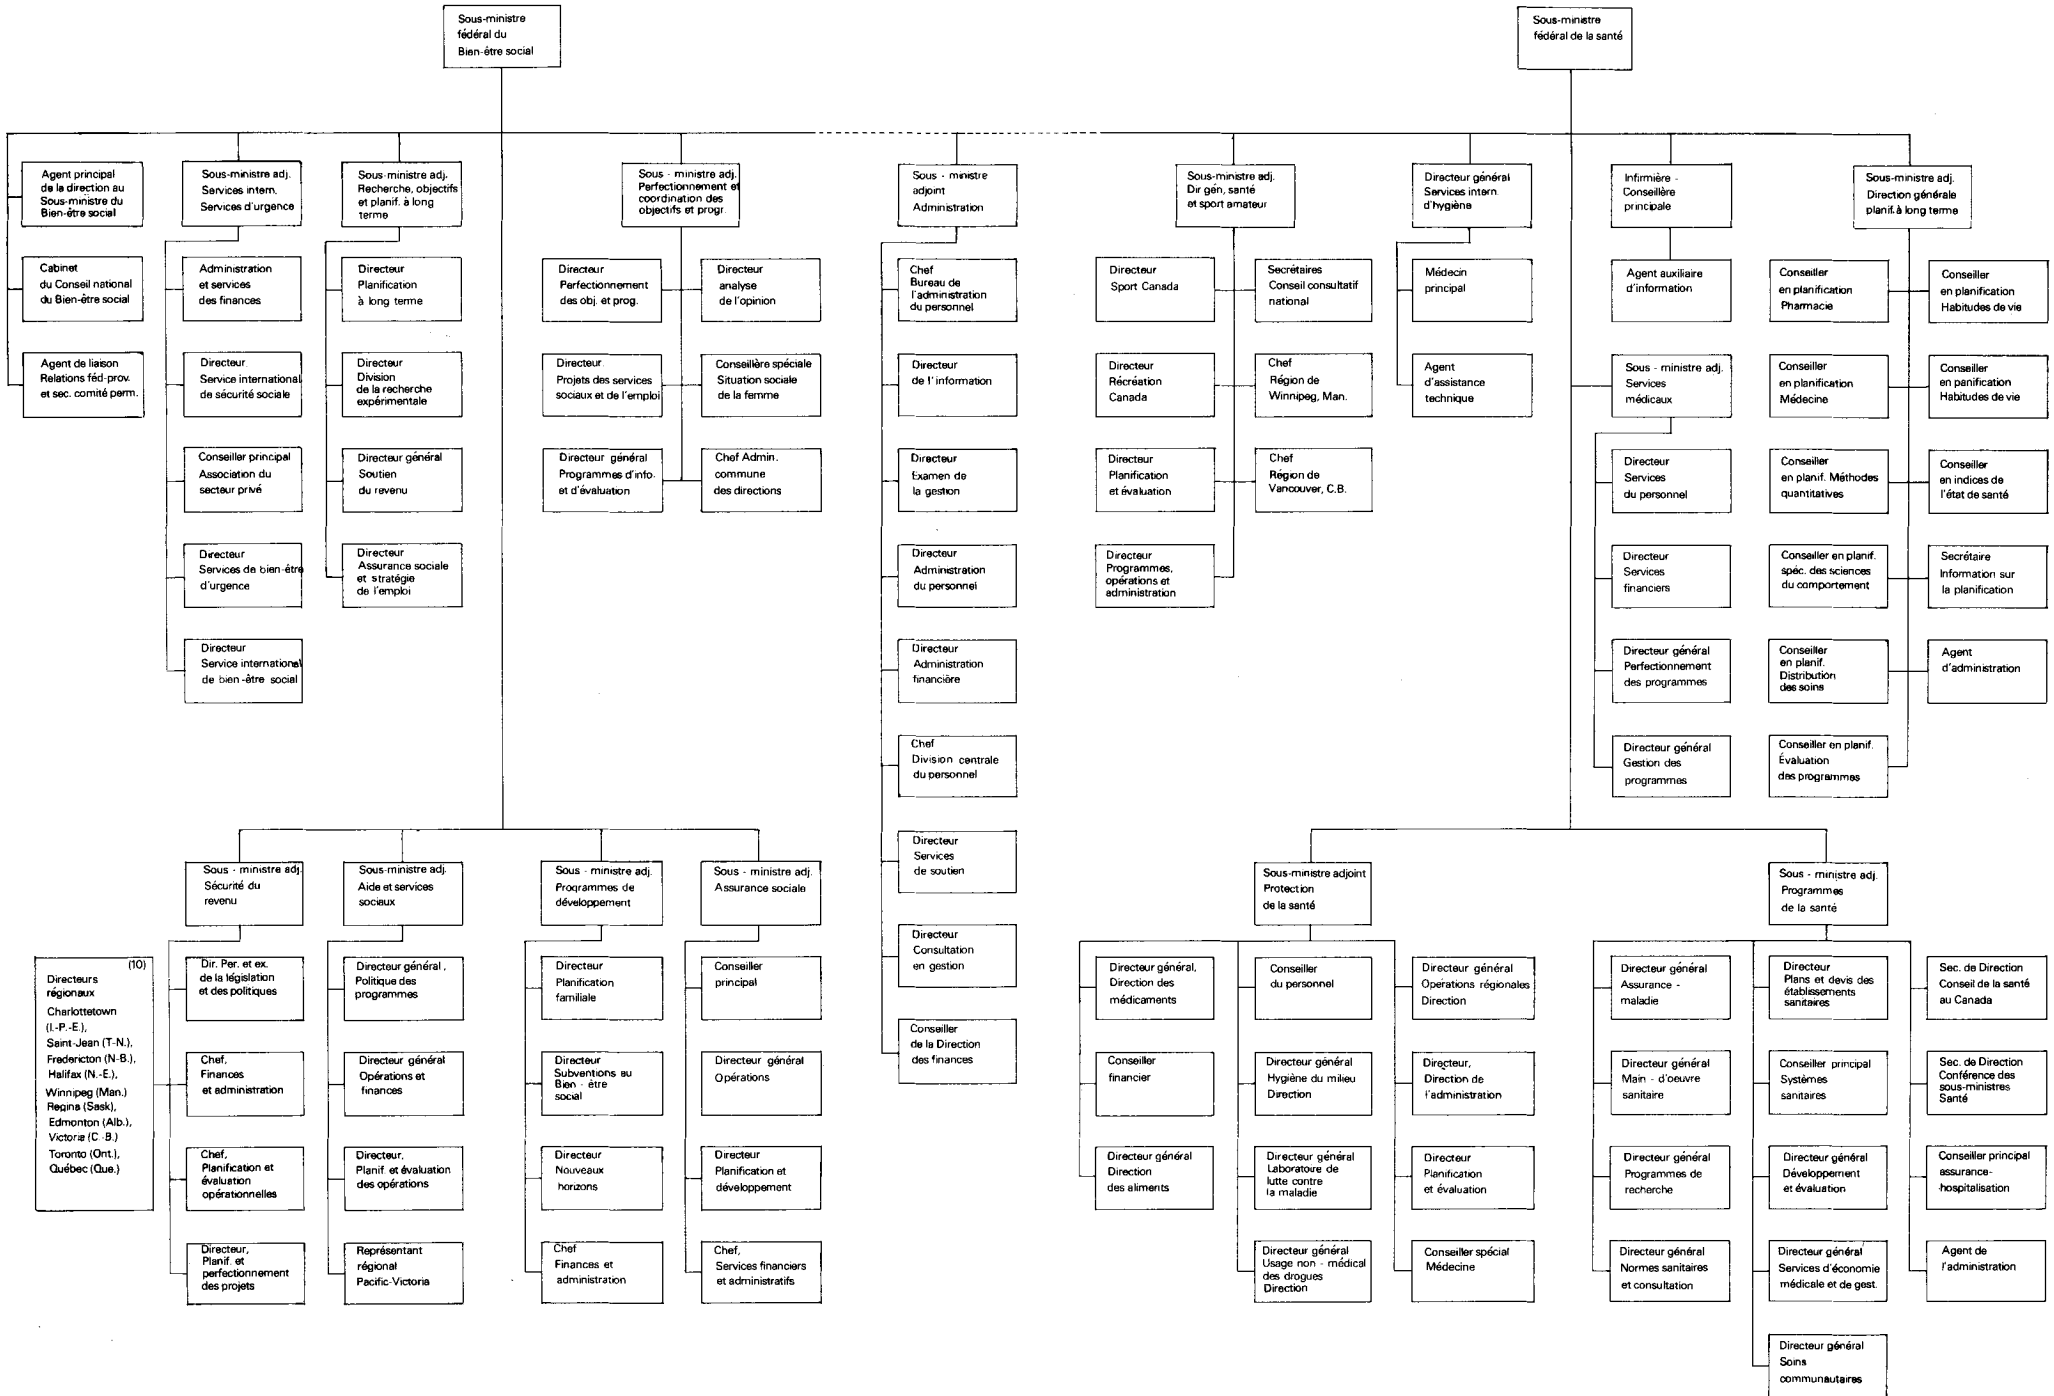 Sous-ministre
fédéral du
Bien-être social
Sous-ministre
fédéral de la santé
Agent principal
de la direction au
Sous-ministre du
Bien-être social
Cabinet
du Conseil national
du Bien-être social
Agent de liaison
Relations féd-prov.
et sec. comité perm.
Sous-ministre adj.
Services intern.
Services d'urgence
Administration
et services
des finances
Directeur
Service international
de sécurité sociale
Conseiller principal
Association du
secteur privé
Directeur
Services de bien-être
d'urgence
Directeur
Service international
de bien-être social
Sous-ministre adj.
Recherche, objectifs
et planif. à long
terme
Directeur
Planification
à long terme
Directeur
Division
de la recherche
expérimentale
Directeur général
Soutien
du revenu
Directeur
Assurance sociale
et stratégie
de l'emploi
Sous - ministre adj.
Perfectionnement et
coordination des
objectifs et progr.
Directeur
Perfectionnement
des obj. et prog.
Directeur
analyse
de l'opinion
Directeur
Projets des services
sociaux et de l'emploi
Conseillère spéciale
Situation sociale
de la femme
Directeur général
Programmes d'info.
et d'évaluation
Chef Admin.
commune
des directions
Sous - ministre
adjoint
Administration
Chef
Bureau de
l'administration
du personnel
Directeur
de l'information
Directeur
Examen de
la gestion
Directeur
Administration
du personnel
Directeur
Administration
financière
Chef
Division centrale
du personnel
Directeur
Services
de soutien
Directeur
Consultation
en gestion
Conseiller
de la Direction
des finances
Sous-ministre adj.
Dir gén, santé
et sport amateur
Directeur
Sport Canada
Secrétaires
Conseil consultatif
national
Directeur
Récréation
Canada
Chef
Région de
Winnipeg, Man.
Directeur
Planification
et évaluation
Chef
Région de
Vancouver, C.B.
Directeur
Programmes,
opérations et
administration
Directeur général
Services intern.
d'hygiène
Médecin
principal
Agent
d'assistance
technique
Infirmière -
Conseillère
principale
Agent auxiliaire
d'information
Sous - ministre adj.
Services
médicaux
Directeur
Services
du personnel
Directeur
Services
financiers
Directeur général
Perfectionnement
des programmes
Directeur général
Gestion des
programmes
Sous-ministre adj.
Direction générale
planif. à long terme
Conseiller
en planification
Pharmacie
Conseiller
en planification
Habitudes de vie
Conseiller
en planification
Médecine
Conseiller
en panification
Habitudes de vie
Conseiller
en planif. Méthodes
quantitatives
Conseiller
en indices de
l'état de santé
Conseiller en planif.
spéc. des sciences
du comportement
Secrétaire
Information sur
la planification
Conseiller
en planif.
Distribution
des soins
Agent
d'administration
Conseiller en planif.
Évaluation
des programmes
Sous - ministre adj.
Sécurité du
revenu
(10)
Directeurs
régionaux
Charlottetown
(I.-P.-E.),
Saint-Jean (T-N.),
Fredericton (N-B.),
Halifax (N.-E.),
Winnipeg (Man.)
Regina (Sask),
Edmonton (Alb.),
Victoria (C.-B.)
Toronto (Ont.),
Québec (Que.)
Dir. Per. et ex.
de la législation
et des politiques
Chef,
Finances
et administration
Chef,
Planification et
évaluation
opérationnelles
Directeur,
Planif. et
perfectionnement
des projets
Sous-ministre adj.
Aide et services
sociaux
Directeur général,
Politique des
programmes
Directeur général
Opérations et
finances
Directeur,
Planif. et évaluation
des opérations
Représentant
régional
Pacific-Victoria
Sous - ministre adj.
Programmes de
développement
Directeur
Planification
familiale
Directeur
Subventions au
Bien - être
social
Directeur
Nouveaux
horizons
Chef
Finances et
administration
Sous - ministre adj.
Assurance sociale
Conseiller
principal
Directeur général
Opérations
Directeur
Planification et
développement
Chef,
Services financiers
et administratifs
Sous-ministre adjoint
Protection
de la santé
Directeur général,
Direction des
médicaments
Conseiller
financier
Directeur général
Direction
des aliments
Conseiller
du personnel
Directeur général
Hygiène du milieu
Direction
Directeur général
Laboratoire de
lutte contre
la maladie
Directeur général
Usage non - médical
des drogues
Direction
Directeur général
Operations régionales
Direction
Directeur,
Direction de
l'administration
Directeur
Planification
et évaluation
Conseiller spécial
Médecine
Sous - ministre adj.
Programmes
de la santé
Directeur général
Assurance -
maladie
Directeur général
Main - d'oeuvre
sanitaire
Directeur général
Programmes de
recherche
Directeur général
Normes sanitaires
et consultation
Directeur
Plans et devis des
établissements
sanitaires
Conseiller principal
Systèmes
sanitaires
Directeur général
Développement
et évaluation
Directeur général
Services d'économie
médicale et de gest.
Directeur général
Soins
communautaires
Sec. de Direction
Conseil de la santé
au Canada
Sec. de Direction
Conférence des
sous-ministres
Santé
Conseiller principal
assurance-
-hospitalisation
Agent de
l'administration